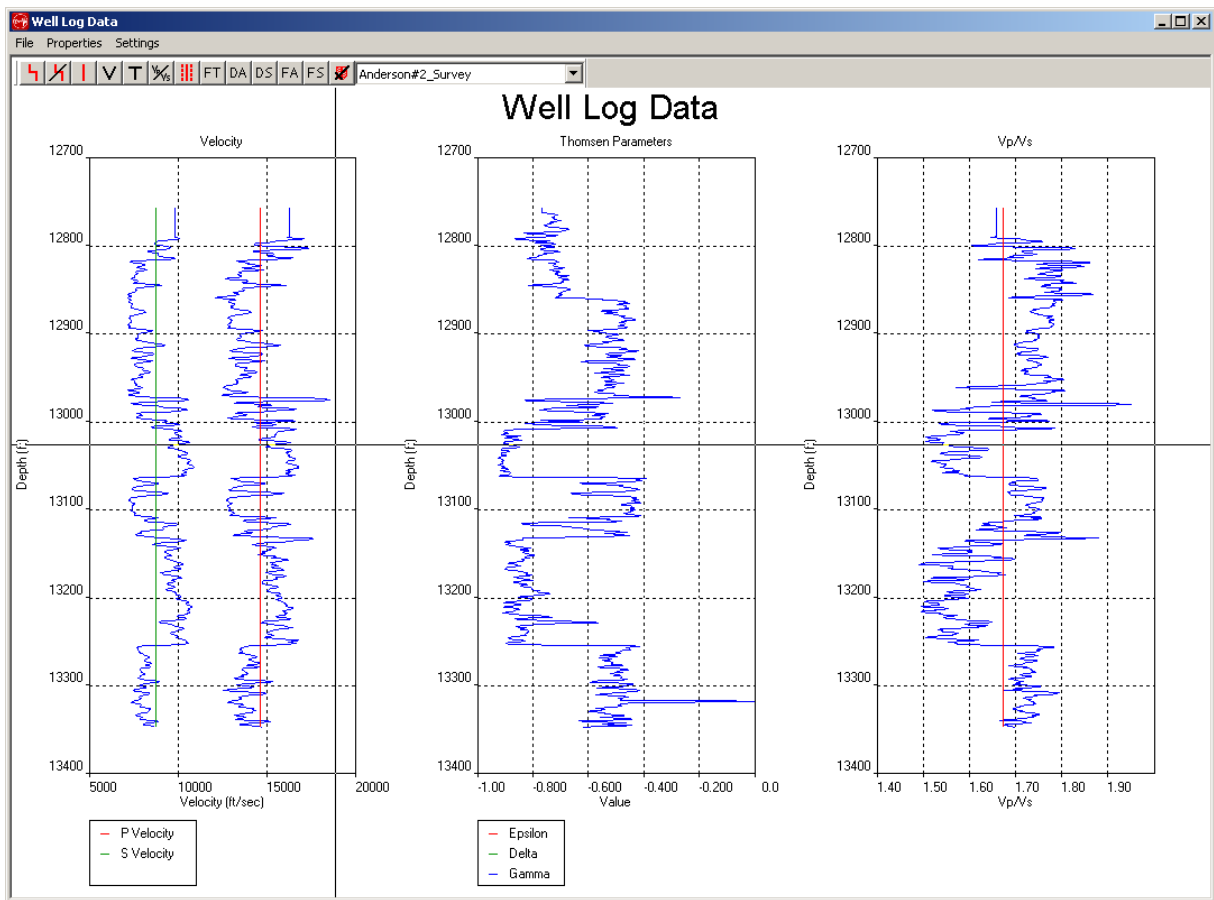 Well Log Data
File Properties Settings
V T Vp/Vs FT DA DS FA FS Anderson#2_Survey
Well Log Data
Velocity
12700
12800
12900
13000
13100
13200
13300
13400
Depth (ft)
5000 10000 15000 20000
Velocity (ft/sec)
P Velocity
S Velocity
Thomsen Parameters
12700
12800
12900
13000
13100
13200
13300
13400
Depth (ft)
-1.00 -0.800 -0.600 -0.400 -0.200 0.0
Value
Epsilon
Delta
Gamma
Vp/Vs
12700
12800
12900
13000
13100
13200
13300
13400
Depth (ft)
1.40 1.50 1.60 1.70 1.80 1.90
Vp/Vs